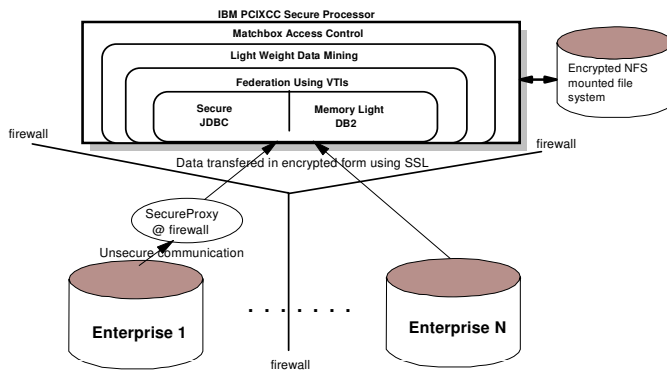 IBM PCIXCC Secure Processor
Matchbox Access Control
Light Weight Data Mining
Federation Using VTIs
Secure
JDBC
Memory Light
DB2
Encrypted NFS
mounted file
system
firewall
firewall
Data transfered in encrypted form using SSL
SecureProxy
@ firewall
Unsecure communication
Enterprise 1
. . . . . . .
Enterprise N
firewall